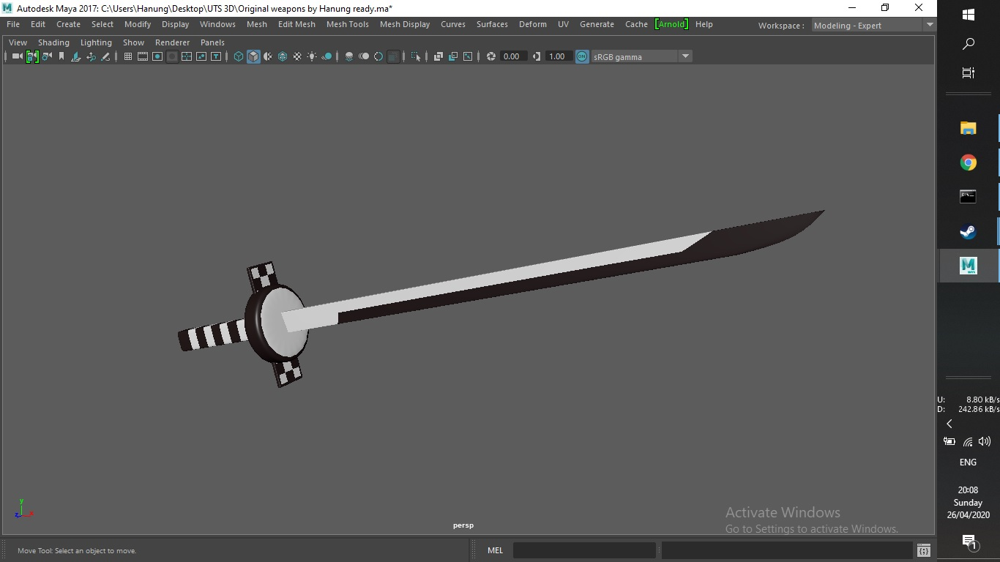 Autodesk Maya 2017: C:\Users\Hanung\Desktop\UTS 3D\Original weapons by Hanung ready.ma*
File Edit Create Select Modify Display Windows Mesh Edit Mesh Mesh Tools Mesh Display Curves Surfaces Deform UV Generate Cache [Arnold] Help Workspace : Modeling - Expert
View Shading Lighting Show Renderer Panels
0.00 1.00 ON sRGB gamma
U: 8.80 kB/s
D: 242.86 kB/s
ENG
20:08
Sunday
26/04/2020
1
y
z x
persp
Activate Windows
Go to Settings to activate Windows.
Move Tool: Select an object to move.
MEL